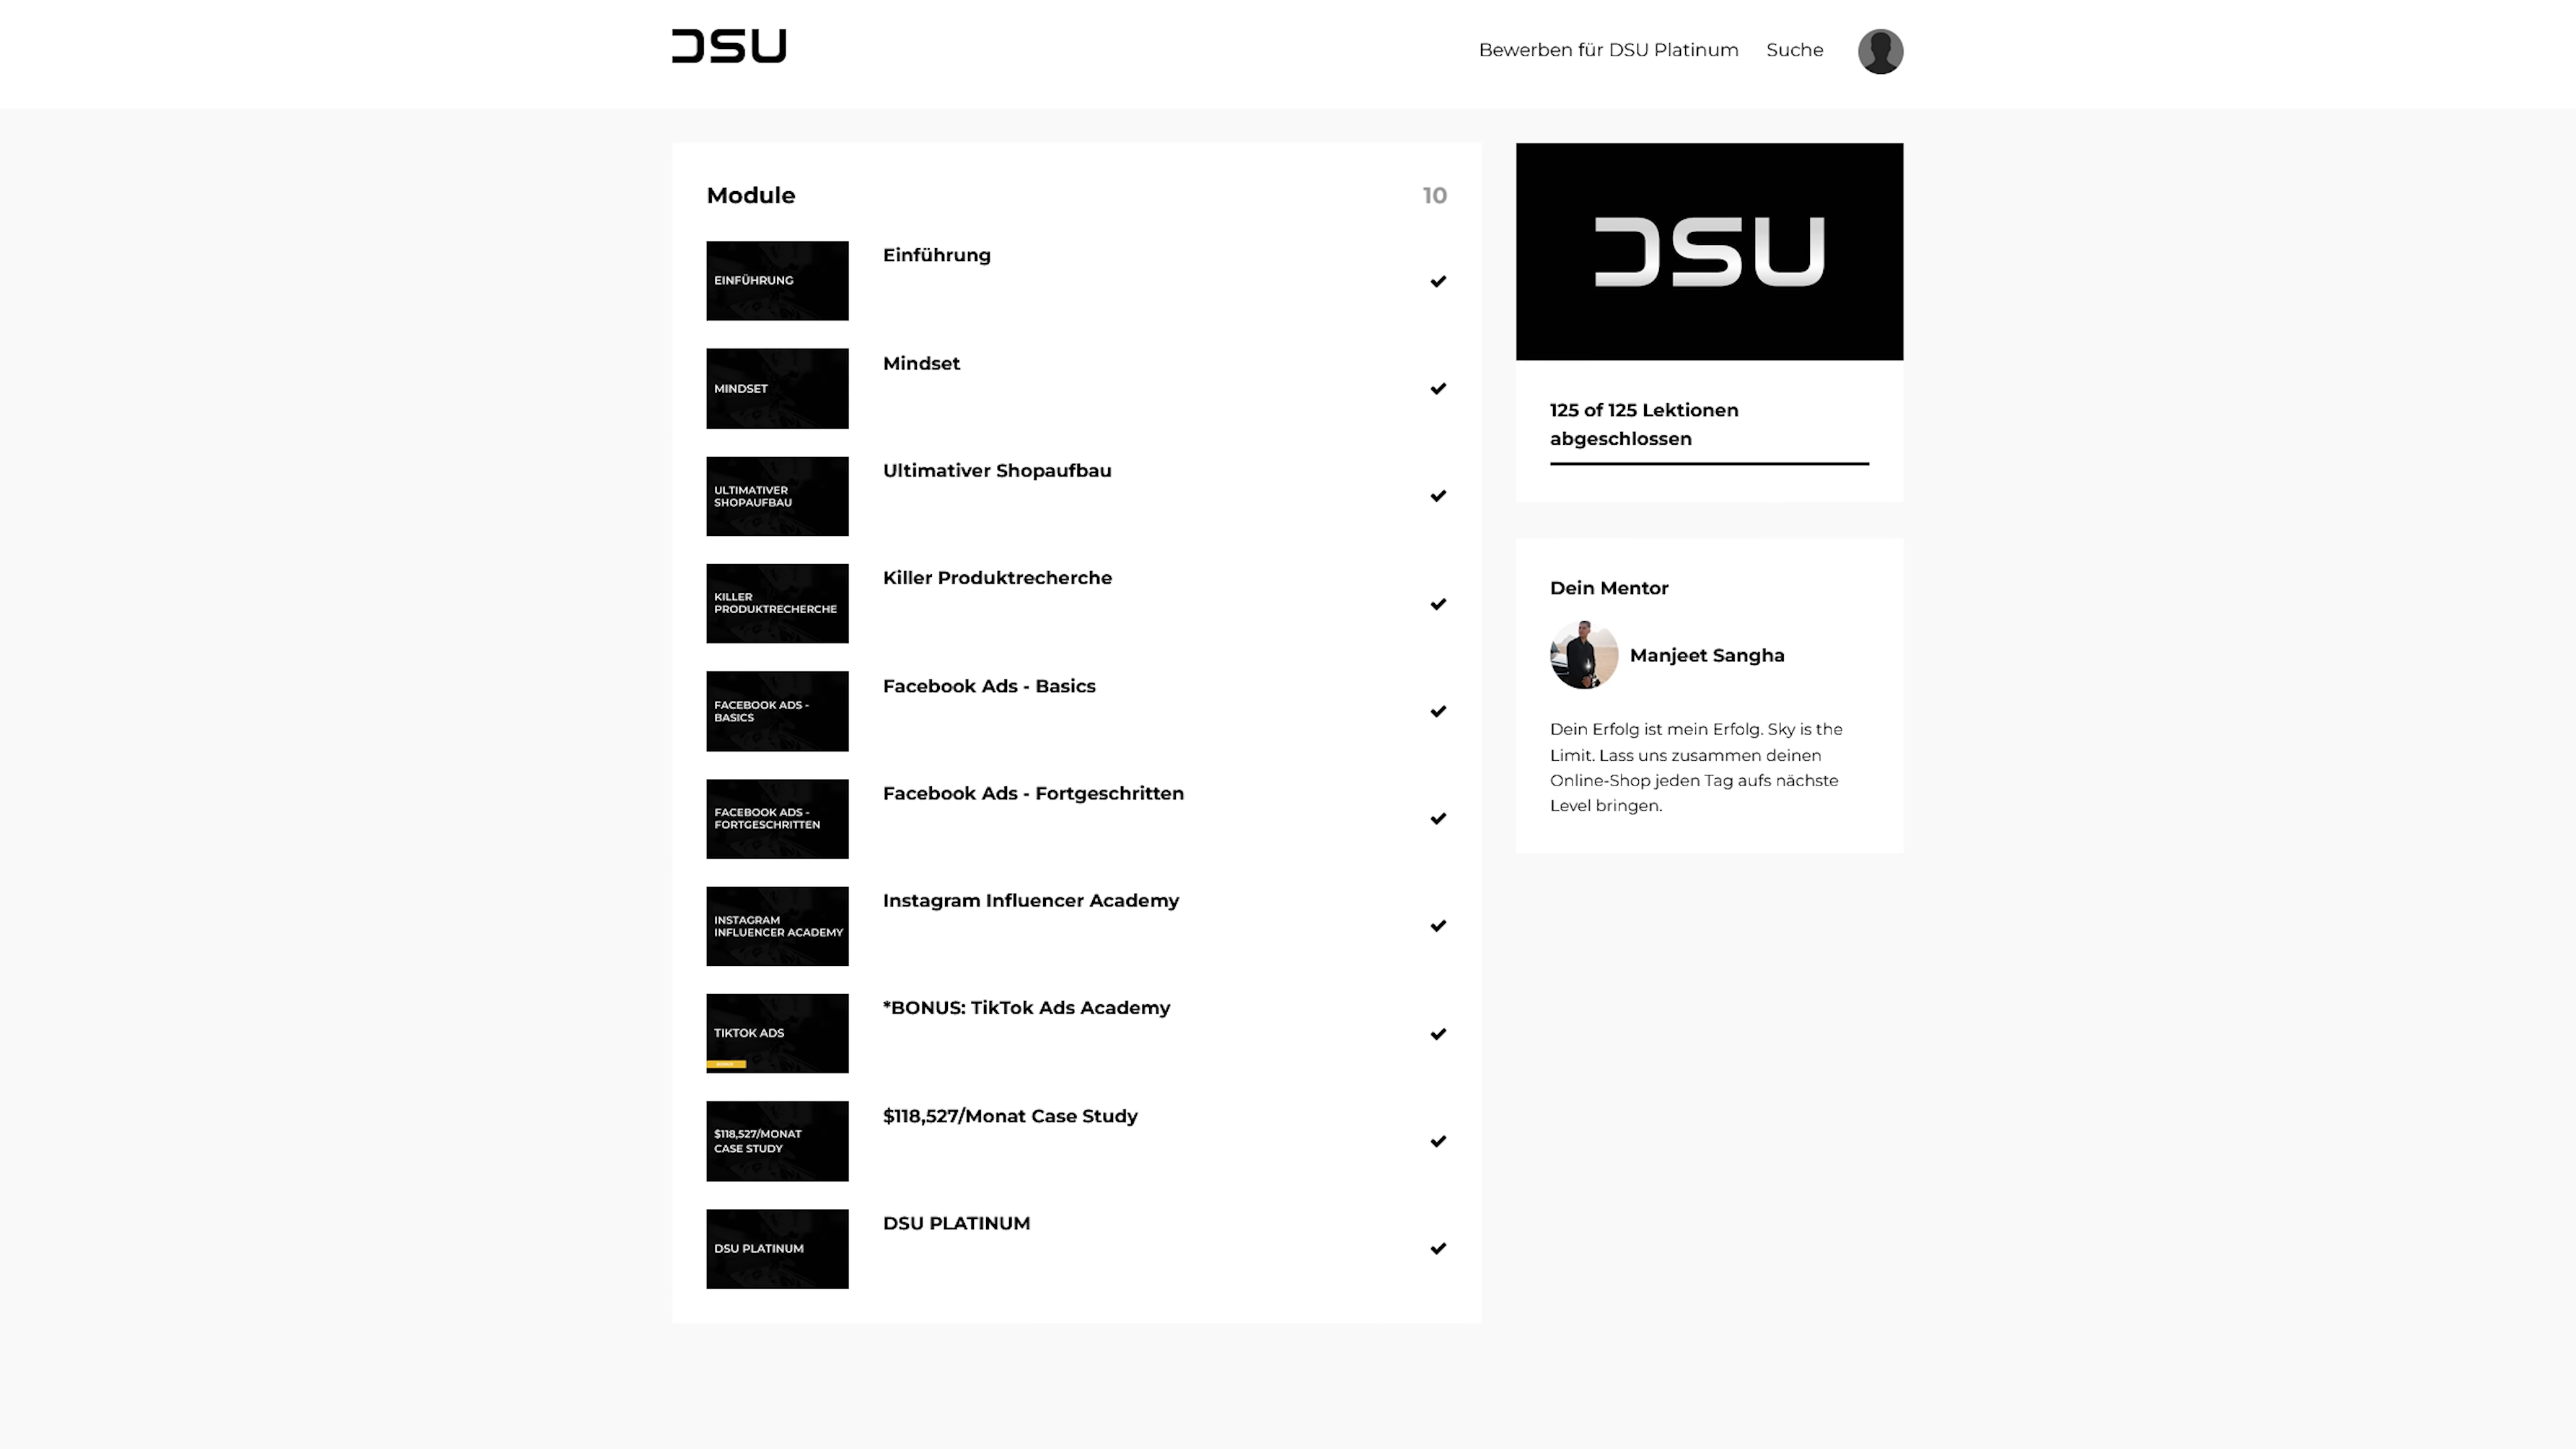 DSU
Bewerben für DSU Platinum
Suche
Module
10
EINFÜHRUNG
Einführung
MINDSET
Mindset
ULTIMATIVER
SHOPAUFBAU
Ultimativer Shopaufbau
KILLER
PRODUKTRECHERCHE
Killer Produktrecherche
FACEBOOK ADS -
BASICS
Facebook Ads - Basics
FACEBOOK ADS -
FORTGESCHRITTEN
Facebook Ads - Fortgeschritten
INSTAGRAM
INFLUENCER ACADEMY
Instagram Influencer Academy
TIKTOK ADS
*BONUS: TikTok Ads Academy
$118,527/MONAT
CASE STUDY
$118,527/Monat Case Study
DSU PLATINUM
DSU PLATINUM
DSU
125 of 125 Lektionen
abgeschlossen
Dein Mentor
Manjeet Sangha
Dein Erfolg ist mein Erfolg. Sky is the
Limit. Lass uns zusammen deinen
Online-Shop jeden Tag aufs nächste
Level bringen.